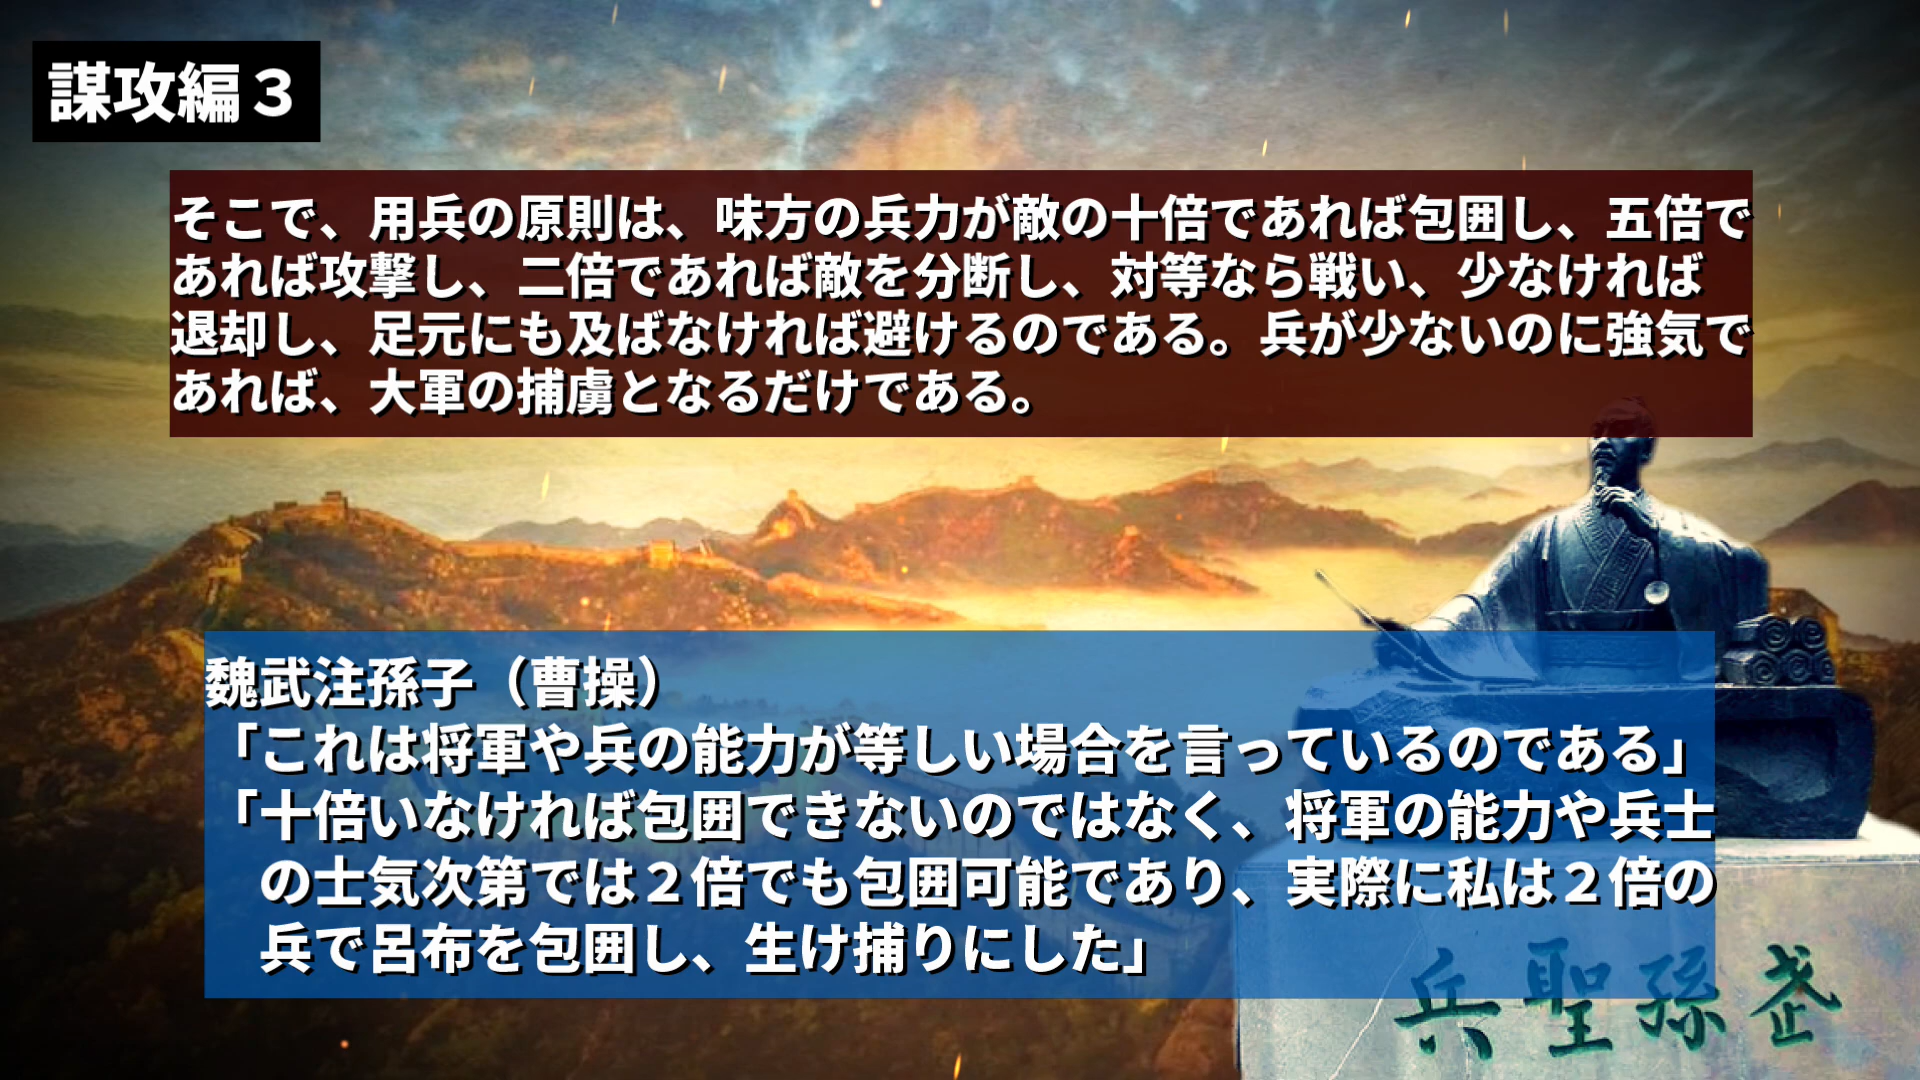 謀攻編３
そこで、用兵の原則は、味方の兵力が敵の十倍であれば包囲し、五倍で
あれば攻撃し、二倍であれば敵を分断し、対等なら戦い、少なければ
退却し、足元にも及ばなければ避けるのである。兵が少ないのに強気で
あれば、大軍の捕虜となるだけである。
魏武注孫子（曹操）
「これは将軍や兵の能力が等しい場合を言っているのである」
「十倍いなければ包囲できないのではなく、将軍の能力や兵士
の士気次第では２倍でも包囲可能であり、実際に私は２倍の
兵で呂布を包囲し、生け捕りにした」
兵聖孫武